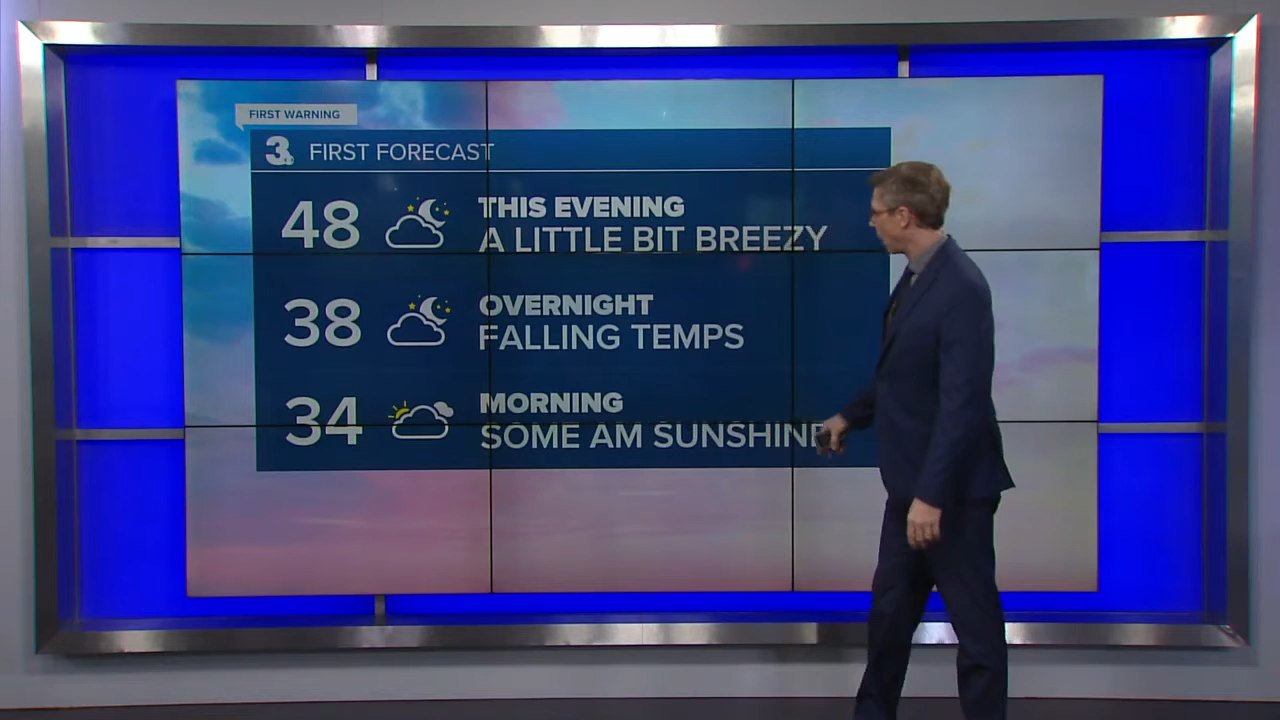 FIRST WARNING
3 FIRST FORECAST
48 THIS EVENING
A LITTLE BIT BREEZY
38 OVERNIGHT
FALLING TEMPS
34 MORNING
SOME AM SUNSHINE